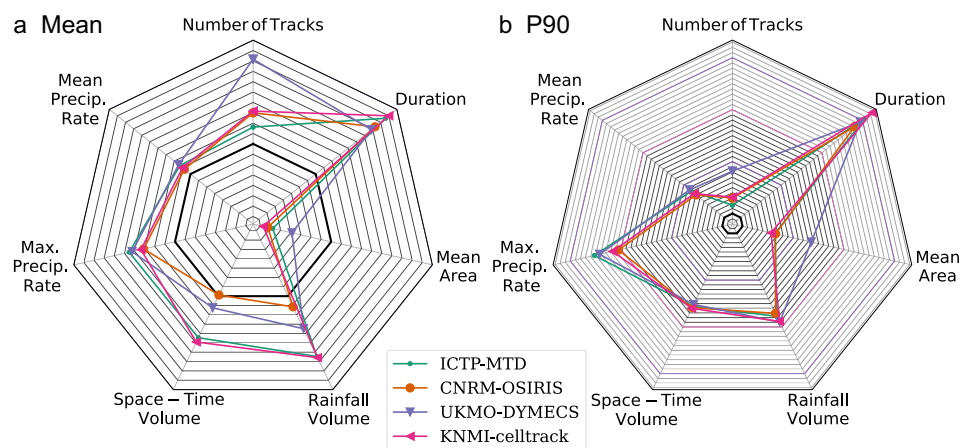 a Mean
Number of Tracks
Mean
Precip.
Rate
Duration
Max.
Precip.
Rate
Mean
Area
Space − Time
Volume
Rainfall
Volume
b P90
Number of Tracks
Mean
Precip.
Rate
Duration
Max.
Precip.
Rate
Mean
Area
Space − Time
Volume
Rainfall
Volume
ICTP-MTD
CNRM-OSIRIS
UKMO-DYMECS
KNMI-celltrack